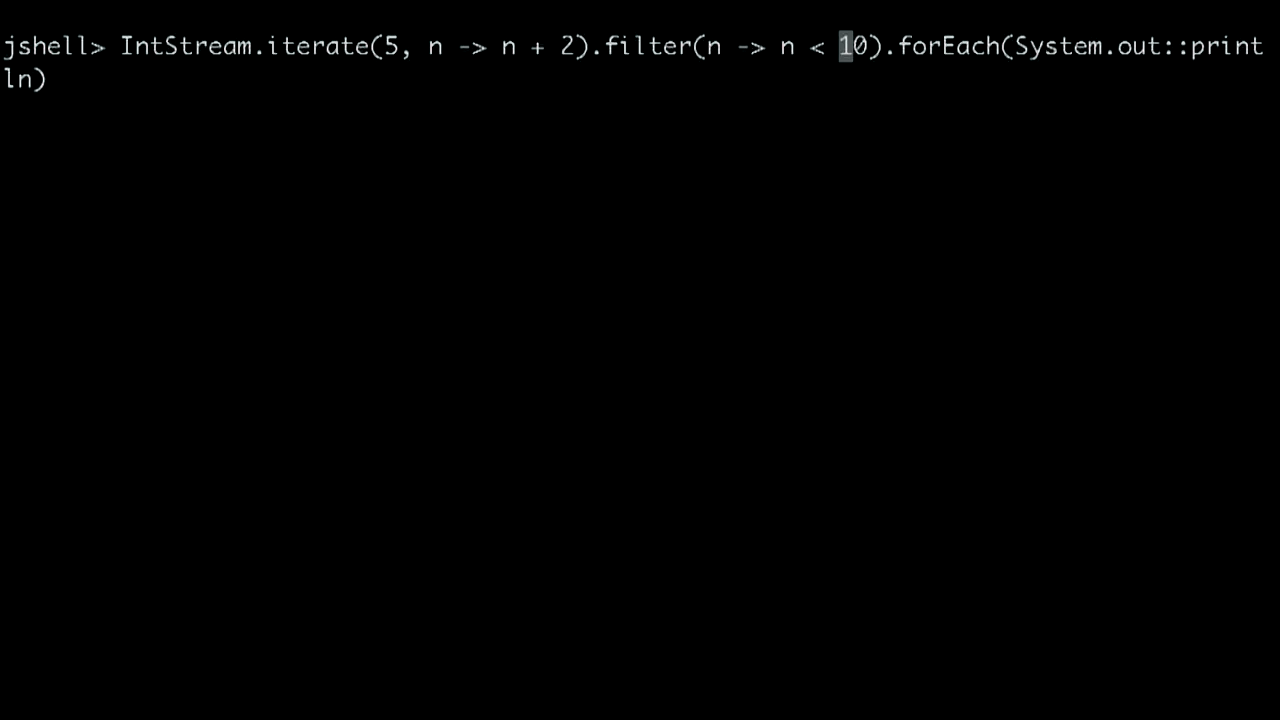 jshell> IntStream.iterate(5, n -> n + 2).filter(n -> n < 10).forEach(System.out::print
ln)